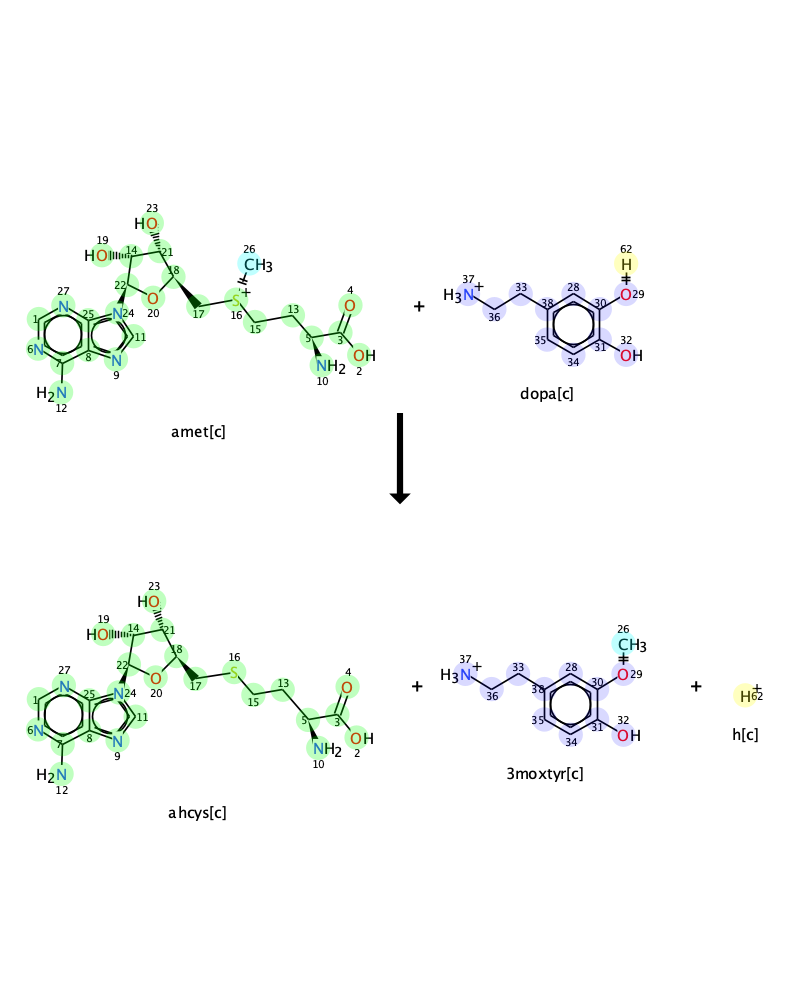 23
HO
19
HO
14
21
26
CH3
18
22
O
20
S
+
16
17
15
13
4
O
5
3
OH
2
NH2
10
27
N
1
25
N
24
11
6
N
7
8
N
9
H2N
12
amet[c]
+
37
H3N
+
36
33
38
28
30
35
34
31
62
H
O
29
32
OH
dopa[c]
23
HO
19
HO
14
21
18
22
O
20
16
S
17
15
13
4
O
5
3
OH
2
NH2
10
27
N
1
25
N
24
11
6
N
7
8
N
9
H2N
12
ahcys[c]
+
37
H3N
+
36
33
38
28
30
35
34
31
26
CH3
O
29
32
OH
3moxtyr[c]
+
H
+
62
h[c]